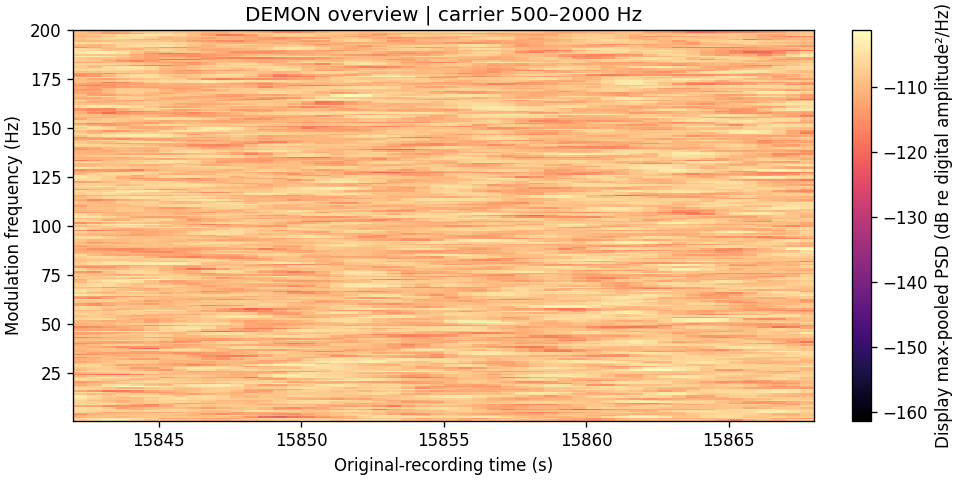 DEMON overview | carrier 500–2000 Hz
200
175
150
125
100
75
50
25
Modulation frequency (Hz)
15845 15850 15855 15860 15865
Original-recording time (s)
−110
−120
−130
−140
−150
−160
Display max-pooled PSD (dB re digital amplitude²/Hz)